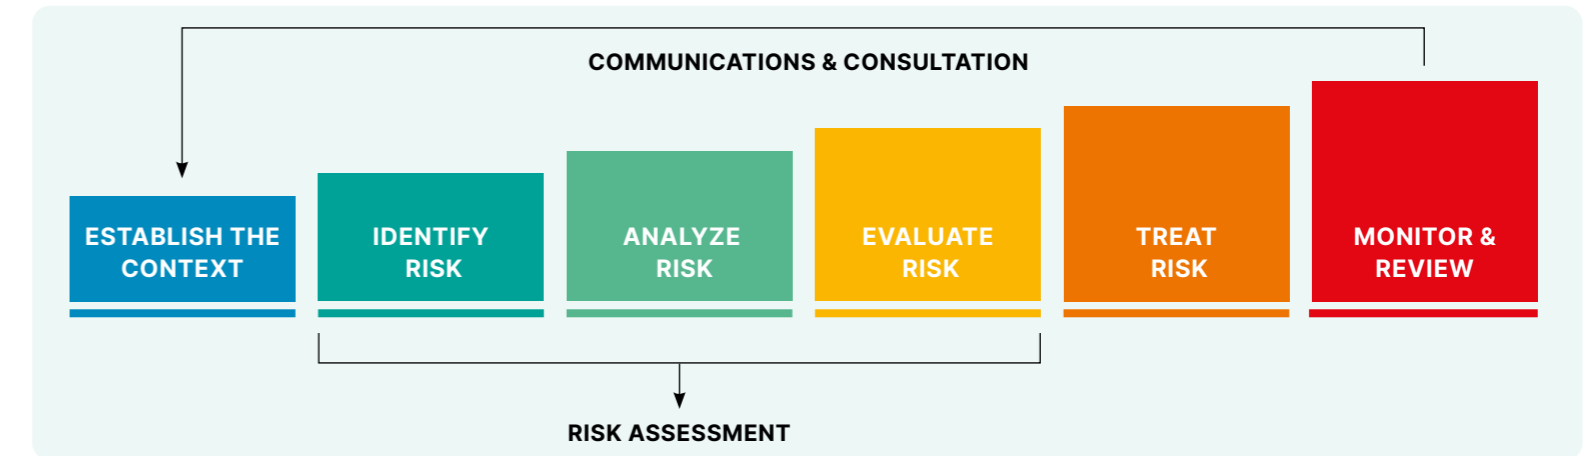 COMMUNICATIONS & CONSULTATION
ESTABLISH THE
CONTEXT
IDENTIFY
RISK
ANALYZE
RISK
EVALUATE
RISK
TREAT
RISK
MONITOR &
REVIEW
RISK ASSESSMENT